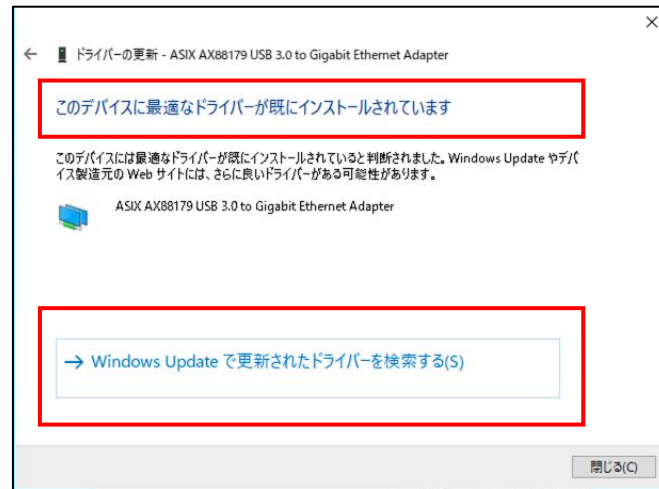 ドライバーの更新 - ASIX AX88179 USB 3.0 to Gigabit Ethernet Adapter
このデバイスに最適なドライバーが既にインストールされています
このデバイスには最適なドライバーが既にインストールされていると判断されました。Windows Update やデバ
イス製造元の Web サイトには、さらに良いドライバーがある可能性があります。
ASIX AX88179 USB 3.0 to Gigabit Ethernet Adapter
Windows Update で更新されたドライバーを検索する(S)
閉じる(C)